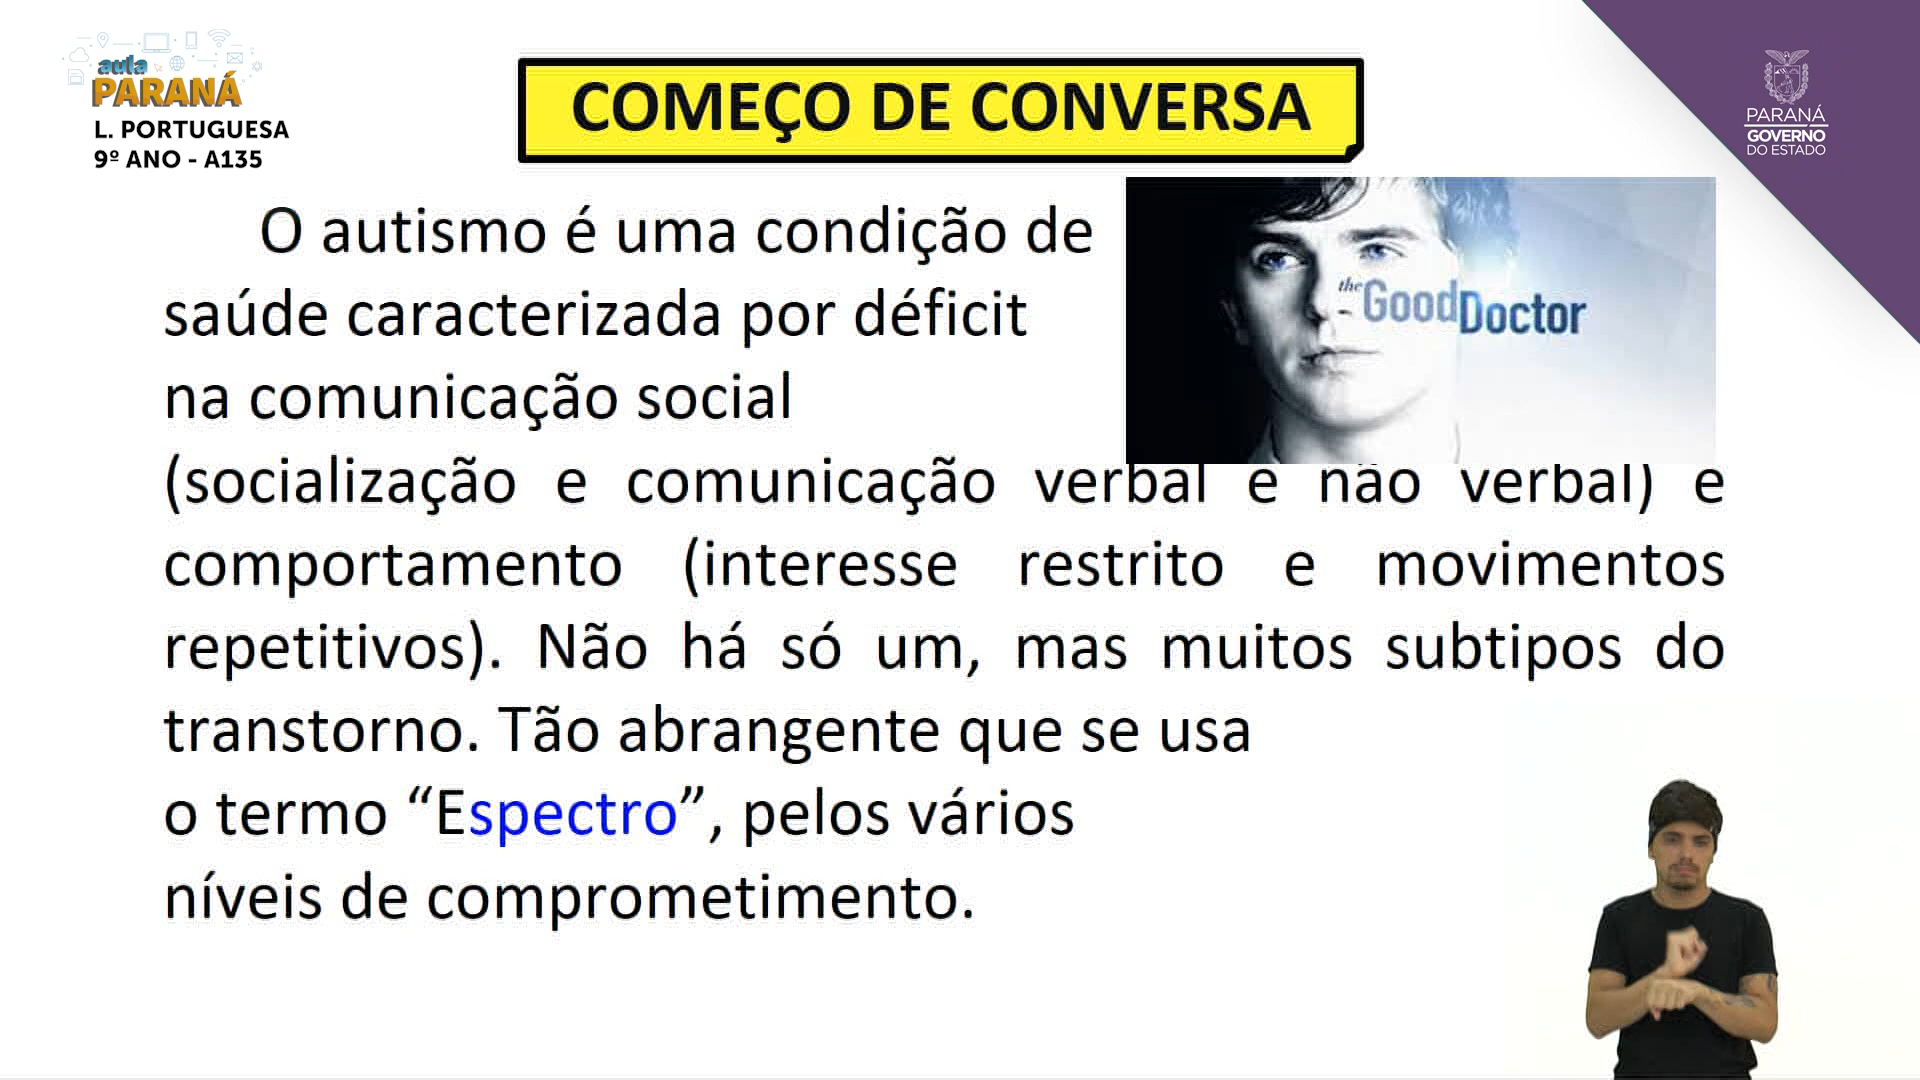 aula
PARANÁ
L. PORTUGUESA
9º ANO - A135
COMEÇO DE CONVERSA
PARANÁ
GOVERNO
DO ESTADO
O autismo é uma condição de
saúde caracterizada por déficit
na comunicação social
(socialização e comunicação verbal e não verbal) e
comportamento (interesse restrito e movimentos
repetitivos). Não há só um, mas muitos subtipos do
transtorno. Tão abrangente que se usa
o termo “Espectro”, pelos vários
níveis de comprometimento.
the Good Doctor